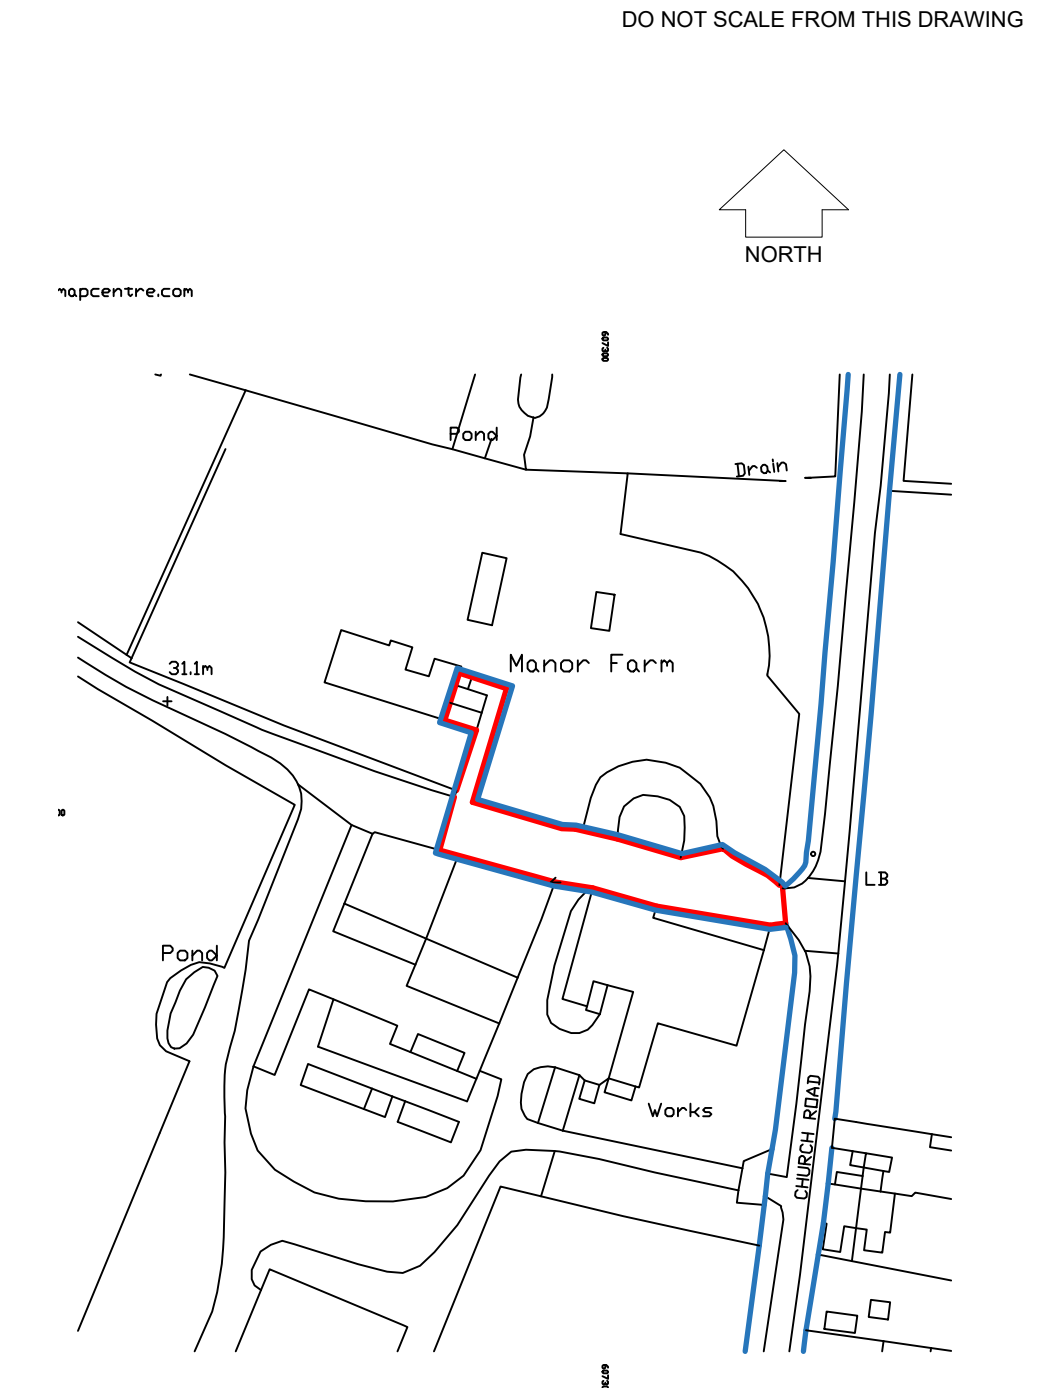 DO NOT SCALE FROM THIS DRAWING
NORTH
mapcentre.com
607300
Pond
Drain
Manor Farm
31.1m
LB
Pond
CHURCH ROAD
Works